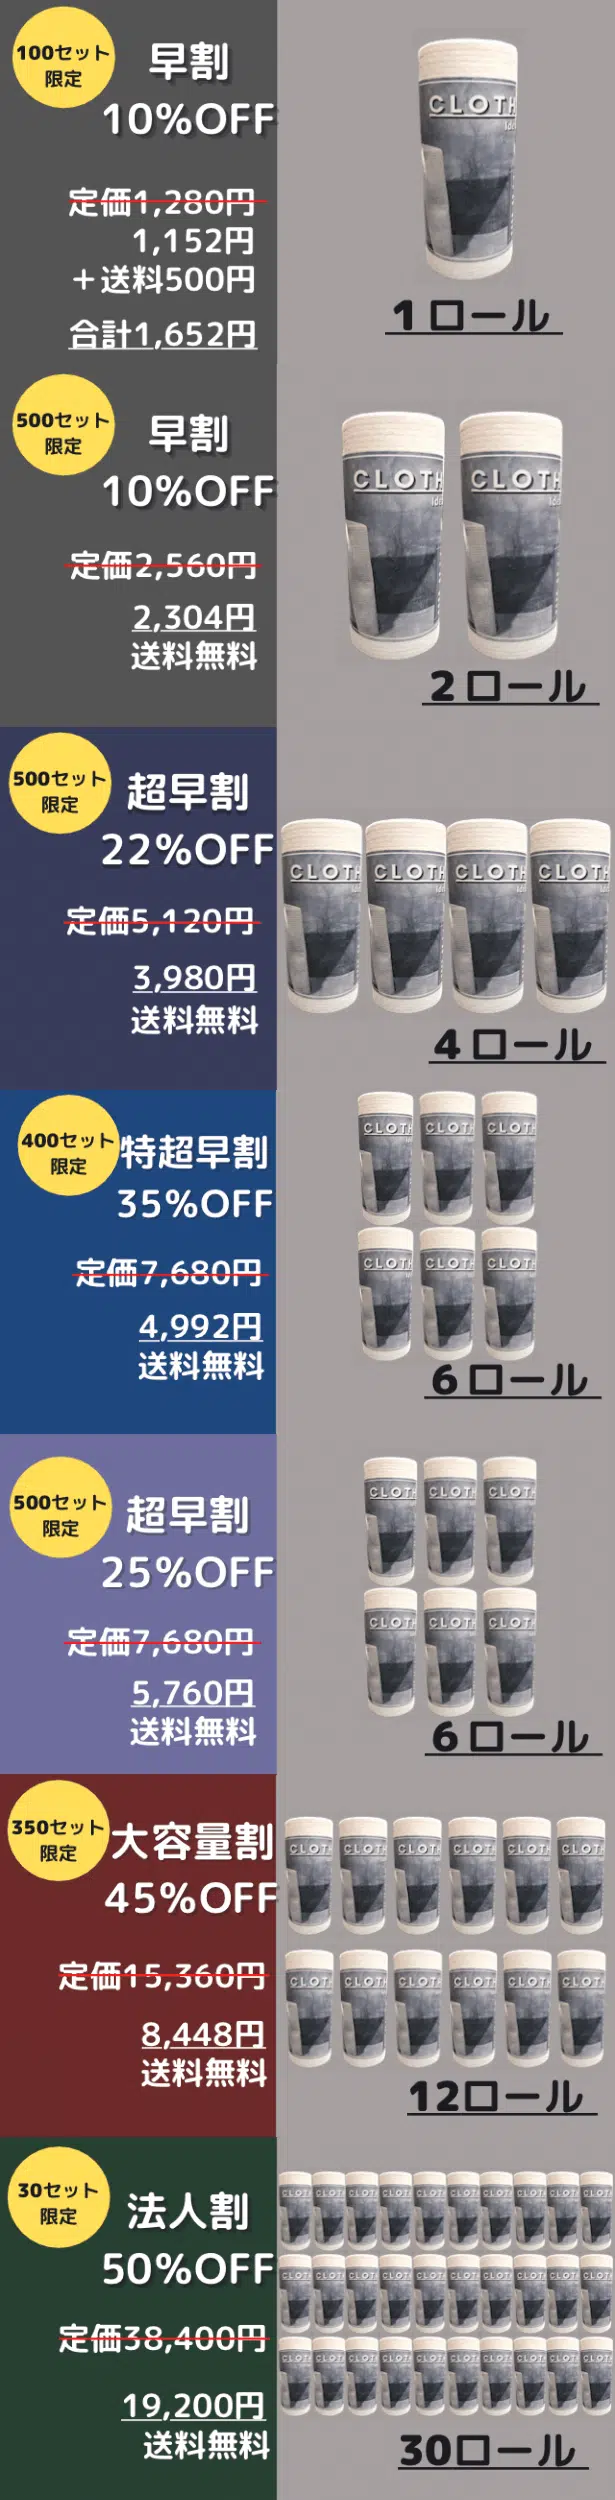 100セット
限定
早割
10%OFF
定価1,280円
1,152円
＋送料500円
合計1,652円
CLOTH
1ロール
500セット
限定
早割
10%OFF
定価2,560円
2,304円
送料無料
CLOTH
CLOTH
2ロール
500セット
限定
超早割
22%OFF
定価5,120円
3,980円
送料無料
CLOTH
CLOTH
CLOTH
CLOTH
4ロール
400セット
限定
特超早割
35%OFF
定価7,680円
4,992円
送料無料
CLOTH
CLOTH
CLOTH
CLOTH
CLOTH
CLOTH
6ロール
500セット
限定
超早割
25%OFF
定価7,680円
5,760円
送料無料
CLOTH
CLOTH
CLOTH
CLOTH
CLOTH
CLOTH
6ロール
350セット
限定
大容量割
45%OFF
定価15,360円
8,448円
送料無料
12ロール
30セット
限定
法人割
50%OFF
定価38,400円
19,200円
送料無料
30ロール